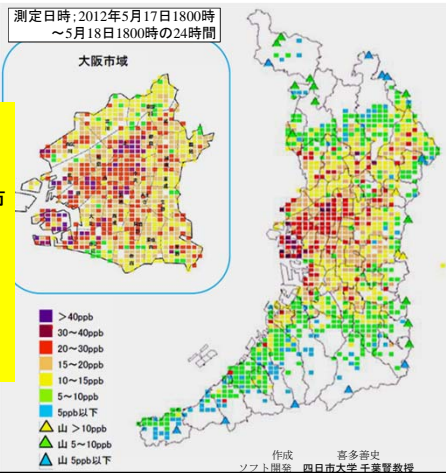 測定日時;2012年5月17日1800時
～5月18日1800時の24時間
大阪市域
市
>40ppb
30～40ppb
20～30ppb
15～20ppb
10～15ppb
5～10ppb
5ppb以下
山 >10ppb
山 5～10ppb
山 5ppb以下
作成 喜多善史
ソフト開発 四日市大学 千葉賢教授